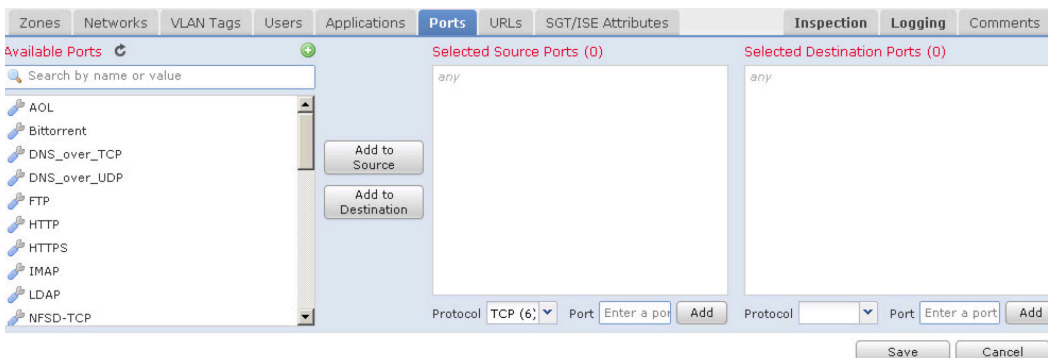 Zones Networks VLAN Tags Users Applications Ports URLs SGT/ISE Attributes Inspection Logging Comments
Available Ports
Search by name or value
AOL
Bittorrent
DNS_over_TCP
DNS_over_UDP
FTP
HTTP
HTTPS
IMAP
LDAP
NFSD-TCP
Add to
Source
Add to
Destination
Selected Source Ports (0)
any
Protocol TCP (6) Port Enter a por Add
Selected Destination Ports (0)
any
Protocol Port Enter a port Add
Save Cancel